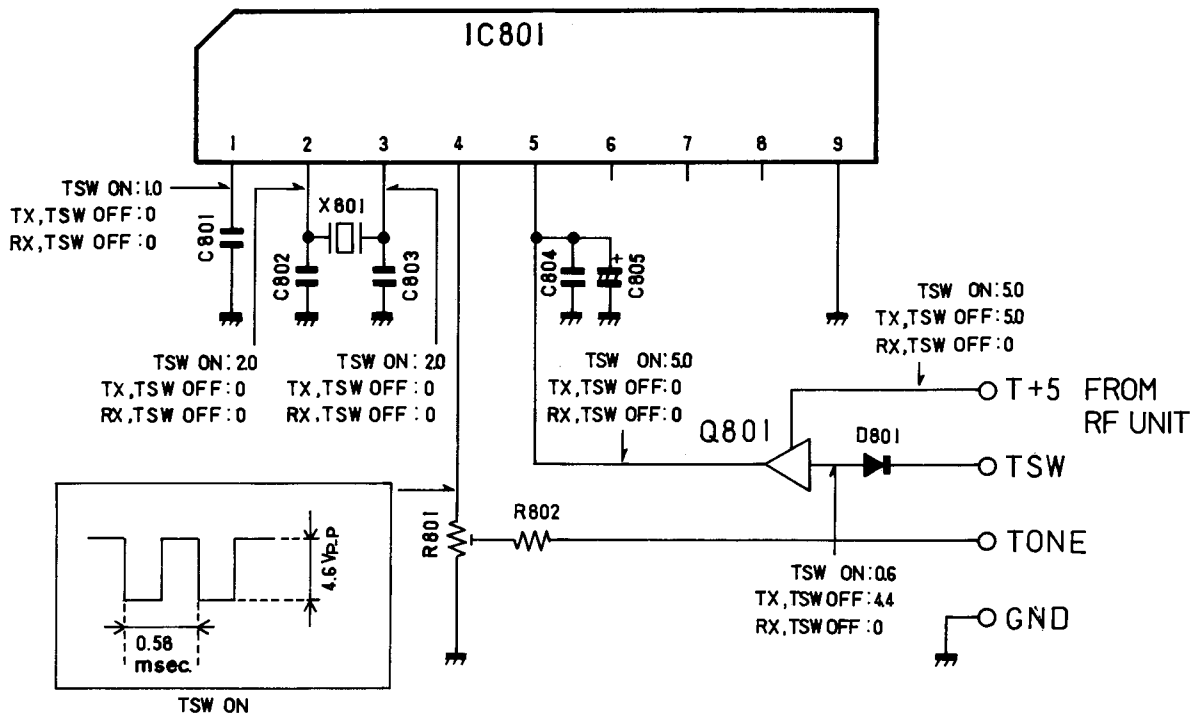 IC801
1 2 3 4 5 6 7 8 9
TSW ON:1.0
TX,TSW OFF:0
RX,TSW OFF:0
C801
X801
C802
C803
C804
+
C805
TSW ON:2.0
TX,TSW OFF:0
RX,TSW OFF:0
TSW ON:2.0
TX,TSW OFF:0
RX,TSW OFF:0
TSW ON:5.0
TX,TSW OFF:0
RX,TSW OFF:0
TSW ON:5.0
TX,TSW OFF:5.0
RX,TSW OFF:0
T+5 FROM
RF UNIT
Q801
D801
TSW
R801
R802
TONE
TSW ON:0.6
TX,TSW OFF:4.4
RX,TSW OFF:0
GND
4.6 VP-P
0.56
msec.
TSW ON